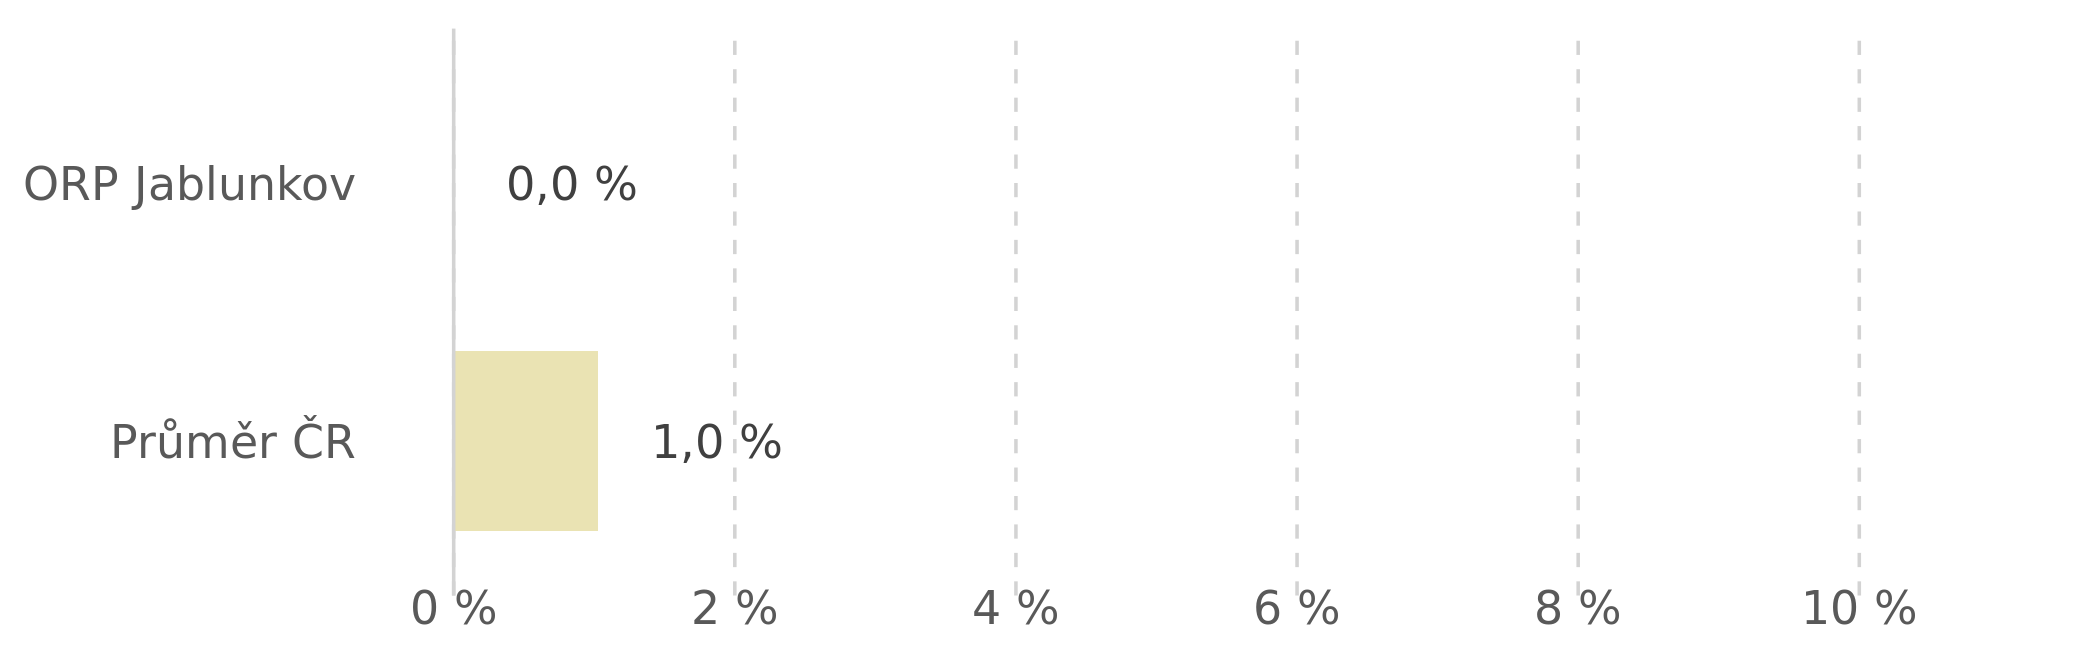 ORP Jablunkov 0,0 %
Průměr ČR 1,0 %
0 % 2 % 4 % 6 % 8 % 10 %